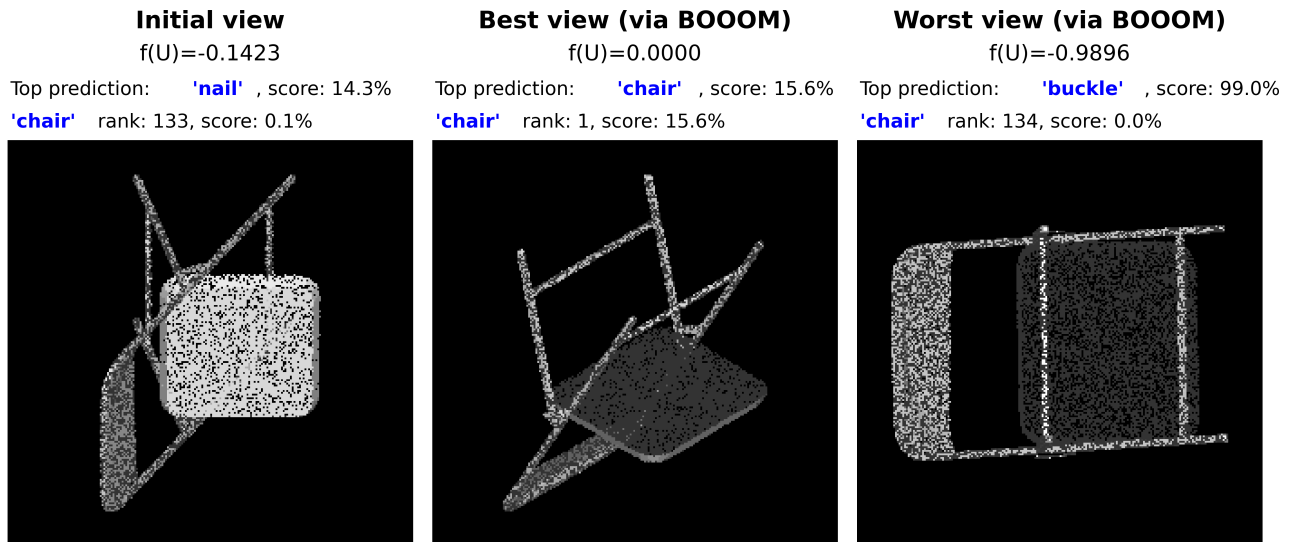 Initial view
f(U)=-0.1423
Top prediction: 'nail' , score: 14.3%
'chair' rank: 133, score: 0.1%
Best view (via BOOOM)
f(U)=0.0000
Top prediction: 'chair' , score: 15.6%
'chair' rank: 1, score: 15.6%
Worst view (via BOOOM)
f(U)=-0.9896
Top prediction: 'buckle' , score: 99.0%
'chair' rank: 134, score: 0.0%